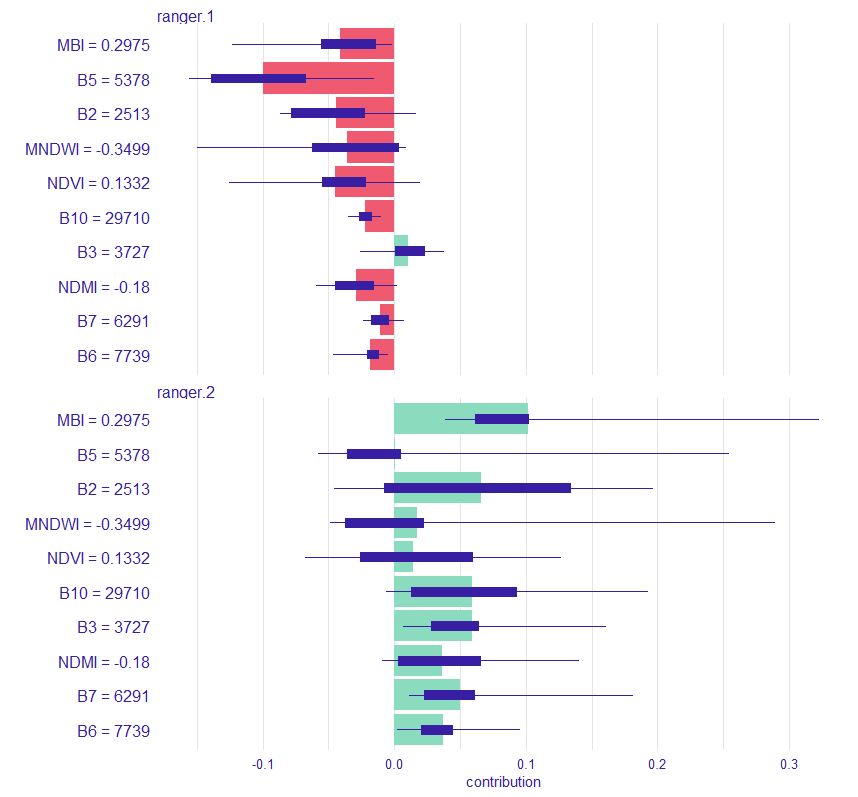 ranger.1
MBI = 0.2975
B5 = 5378
B2 = 2513
MNDWI = -0.3499
NDVI = 0.1332
B10 = 29710
B3 = 3727
NDMI = -0.18
B7 = 6291
B6 = 7739
ranger.2
MBI = 0.2975
B5 = 5378
B2 = 2513
MNDWI = -0.3499
NDVI = 0.1332
B10 = 29710
B3 = 3727
NDMI = -0.18
B7 = 6291
B6 = 7739
-0.1 0.0 0.1 0.2 0.3
contribution